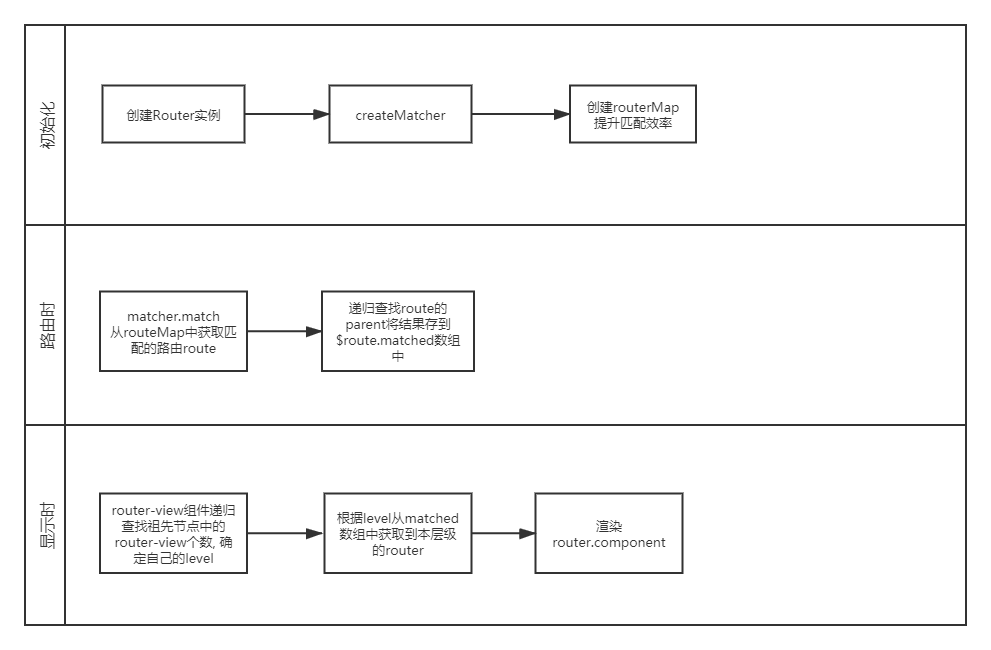 初始化
创建Router实例
createMatcher
创建routerMap
提升匹配效率
路由时
matcher.match
从routeMap中获取匹
配的路由route
递归查找route的
parent将结果存到
$route.matched数组
中
显示时
router-view组件递归
查找祖先节点中的
router-view个数, 确
定自己的level
根据level从matched
数组中获取到本层级
的router
渲染
router.component